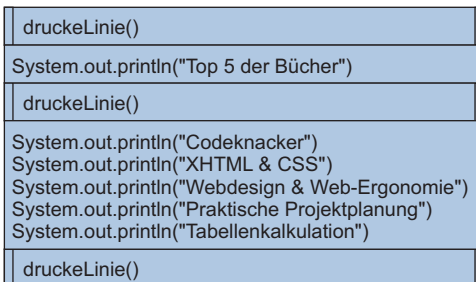 druckeLinie()
System.out.println("Top 5 der Bücher")
druckeLinie()
System.out.println("Codeknacker")
System.out.println("XHTML & CSS")
System.out.println("Webdesign & Web-Ergonomie")
System.out.println("Praktische Projektplanung")
System.out.println("Tabellenkalkulation")
druckeLinie()